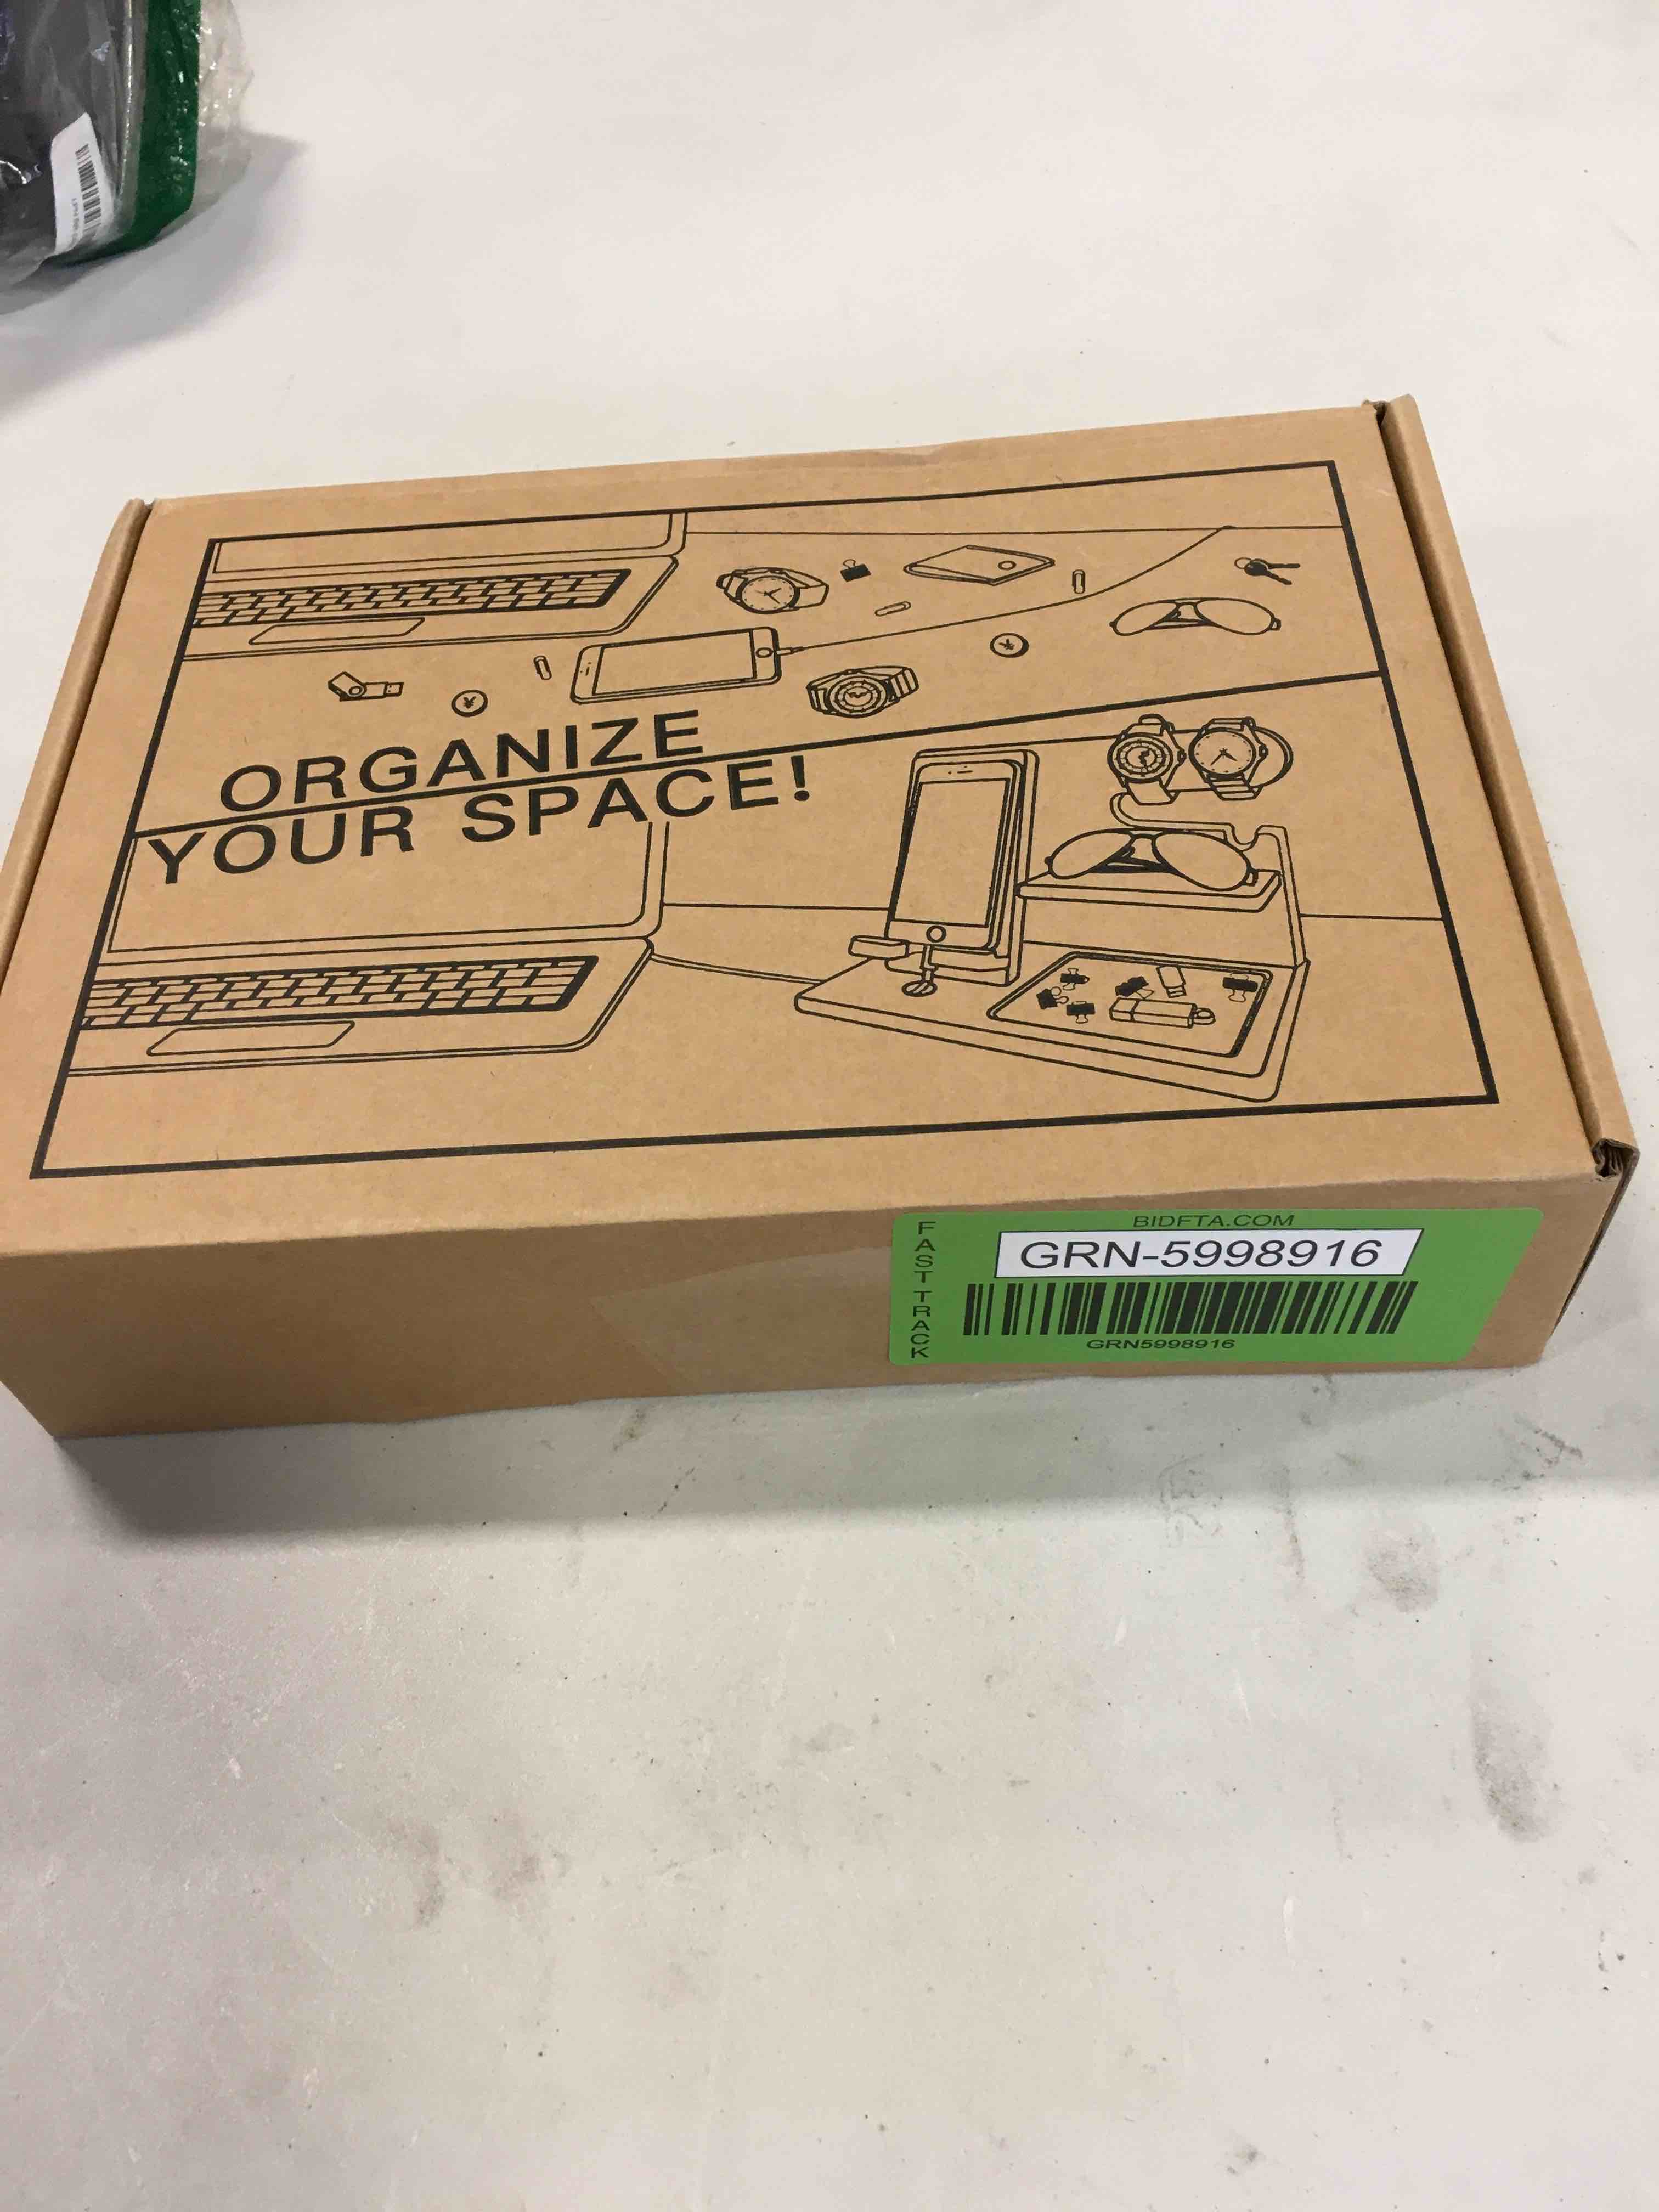 ORGANIZE
YOUR SPACE!
FAST TRACK
BIDFTA.COM
GRN-5998916
GRN5998916
¥
¥